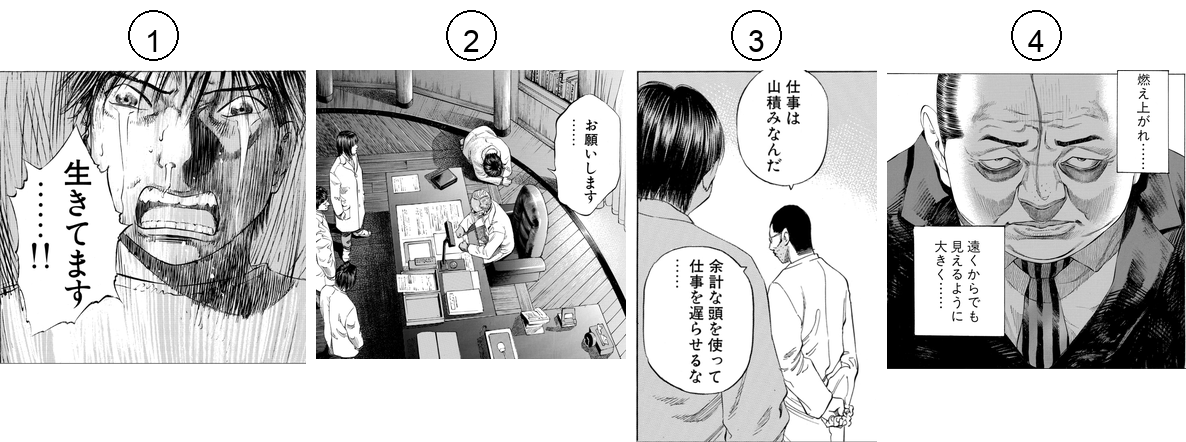 1
生きてます
……!!
2
お願いします
……
3
仕事は
山積みなんだ
余計な頭を使って
仕事を遅らせるな
……
4
燃え上がれ……
遠くからでも
見えるように
大きく……